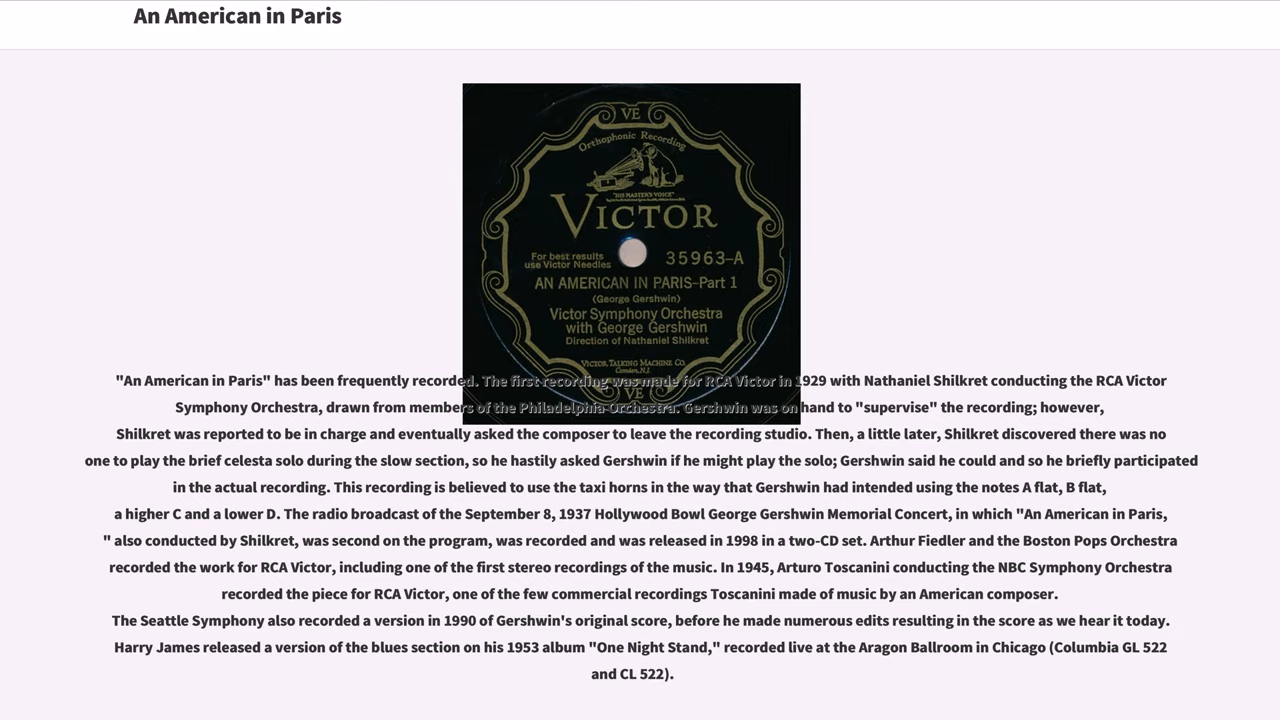 An American in Paris
VE
Orthophonic Recording
"HIS MASTER'S VOICE"
VICTOR
For best results
use Victor Needles
35963-A
AN AMERICAN IN PARIS-Part 1
(George Gershwin)
Victor Symphony Orchestra
with George Gershwin
Direction of Nathaniel Shilkret
VICTOR TALKING MACHINE CO.
Camden, N.J.
VE
"An American in Paris" has been frequently recorded. The first recording was made for RCA Victor in 1929 with Nathaniel Shilkret conducting the RCA Victor
Symphony Orchestra, drawn from members of the Philadelphia Orchestra. Gershwin was on hand to "supervise" the recording; however,
Shilkret was reported to be in charge and eventually asked the composer to leave the recording studio. Then, a little later, Shilkret discovered there was no
one to play the brief celesta solo during the slow section, so he hastily asked Gershwin if he might play the solo; Gershwin said he could and so he briefly participated
in the actual recording. This recording is believed to use the taxi horns in the way that Gershwin had intended using the notes A flat, B flat,
a higher C and a lower D. The radio broadcast of the September 8, 1937 Hollywood Bowl George Gershwin Memorial Concert, in which "An American in Paris,
" also conducted by Shilkret, was second on the program, was recorded and was released in 1998 in a two-CD set. Arthur Fiedler and the Boston Pops Orchestra
recorded the work for RCA Victor, including one of the first stereo recordings of the music. In 1945, Arturo Toscanini conducting the NBC Symphony Orchestra
recorded the piece for RCA Victor, one of the few commercial recordings Toscanini made of music by an American composer.
The Seattle Symphony also recorded a version in 1990 of Gershwin's original score, before he made numerous edits resulting in the score as we hear it today.
Harry James released a version of the blues section on his 1953 album "One Night Stand," recorded live at the Aragon Ballroom in Chicago (Columbia GL 522
and CL 522).